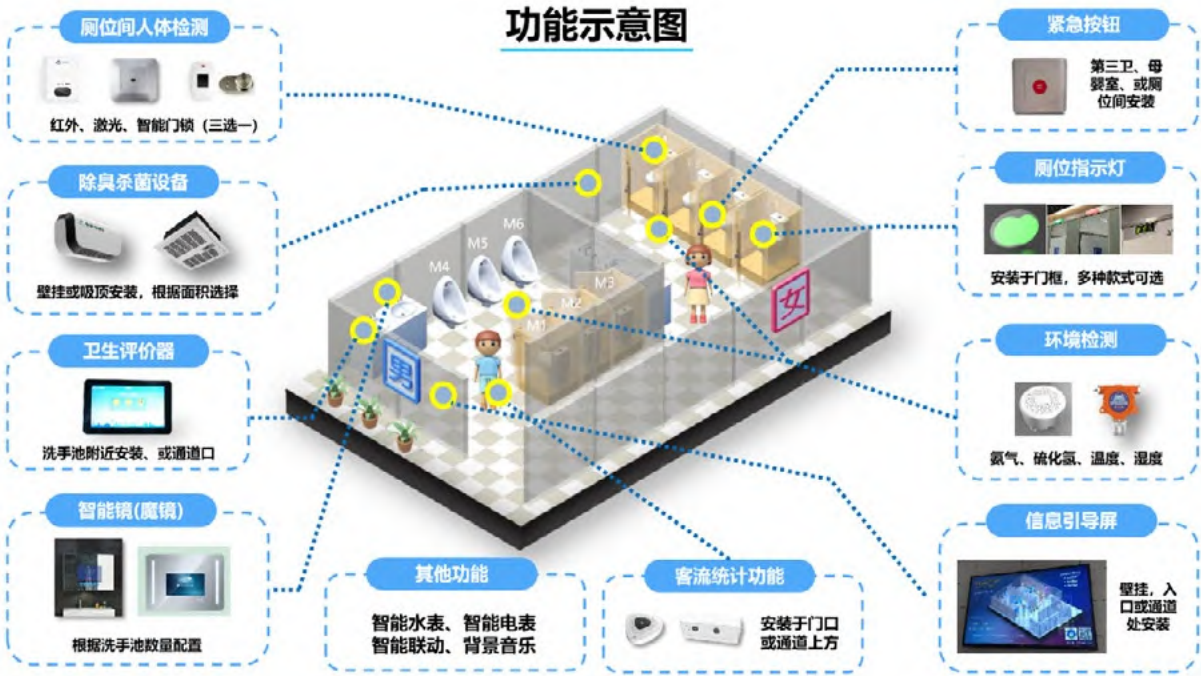 功能示意图
厕位间人体检测
红外、激光、智能门锁（三选一）
除臭杀菌设备
壁挂或吸顶安装，根据面积选择
卫生评价器
洗手池附近安装、或通道口
智能镜(魔镜)
根据洗手池数量配置
M6
M5
M4
M3
M2
M1
男
女
其他功能
智能水表、智能电表
智能联动、背景音乐
客流统计功能
安装于门口
或通道上方
紧急按钮
第三卫、母
婴室、或厕
位间安装
厕位指示灯
安装于门框，多种款式可选
环境检测
氨气、硫化氢、温度、湿度
信息引导屏
壁挂，入
口或通道
处安装